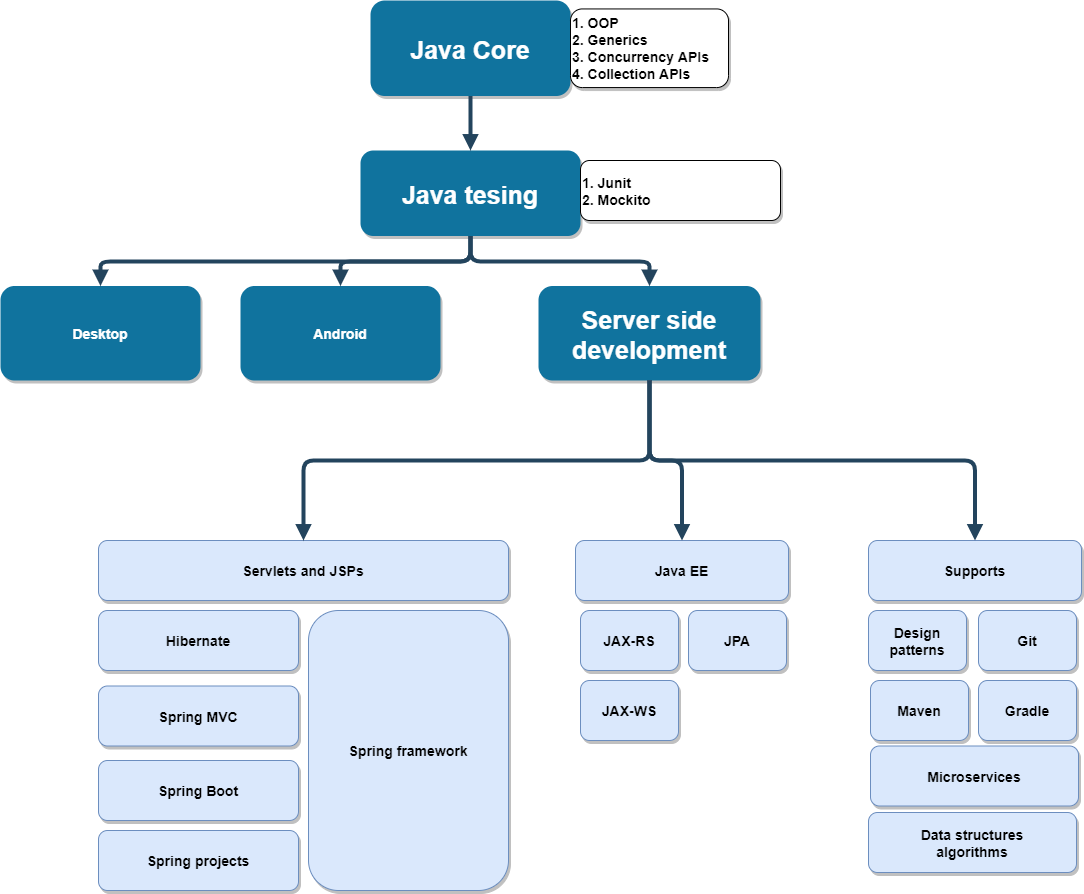 Java Core
1. OOP
2. Generics
3. Concurrency APIs
4. Collection APIs
Java tesing
1. Junit
2. Mockito
Desktop
Android
Server side
development
Servlets and JSPs
Hibernate
Spring MVC
Spring Boot
Spring projects
Spring framework
Java EE
JAX-RS
JPA
JAX-WS
Supports
Design
patterns
Git
Maven
Gradle
Microservices
Data structures
algorithms